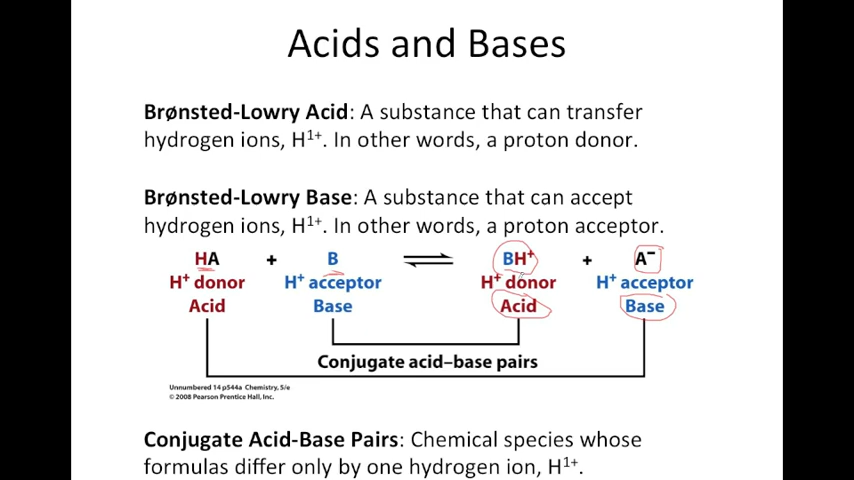 Acids and Bases
Brønsted-Lowry Acid: A substance that can transfer
hydrogen ions, H¹⁺. In other words, a proton donor.
Brønsted-Lowry Base: A substance that can accept
hydrogen ions, H¹⁺. In other words, a proton acceptor.
HA + B ⇌ BH⁺ + A⁻
H⁺ donor H⁺ acceptor H⁺ donor H⁺ acceptor
Acid Base Acid Base
Conjugate acid–base pairs
Unnumbered 14 p544a Chemistry, 5/e
© 2008 Pearson Prentice Hall, Inc.
Conjugate Acid-Base Pairs: Chemical species whose
formulas differ only by one hydrogen ion, H¹⁺.